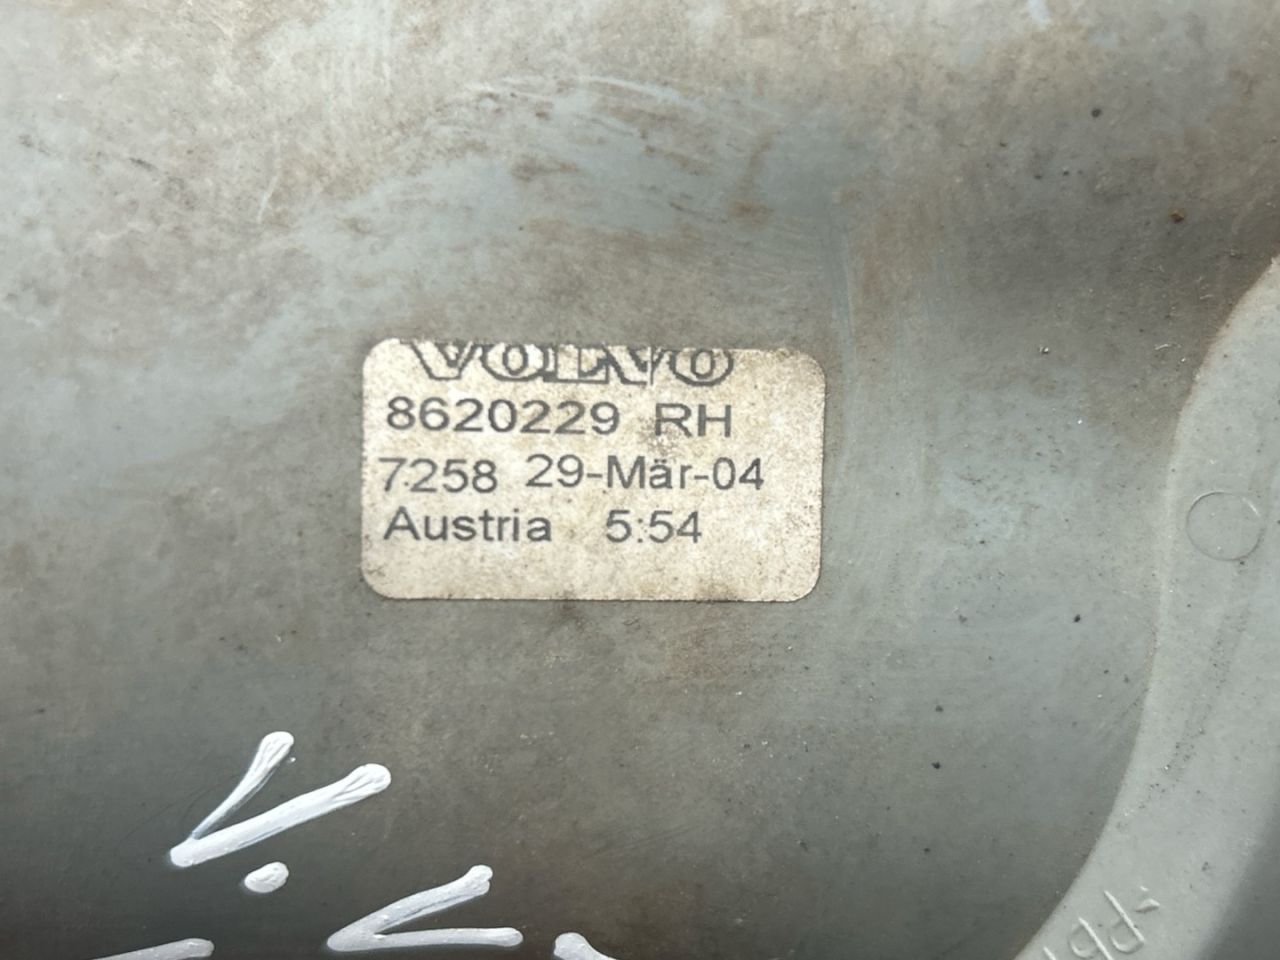 VOLVO
8620229 RH
7258 29-Mär-04
Austria 5:54